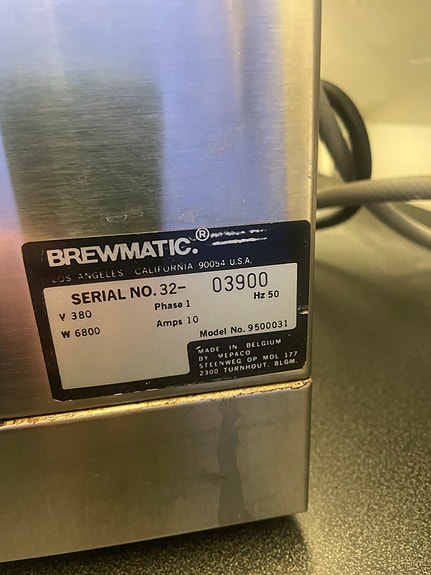 BREWMATIC.®
LOS ANGELES CALIFORNIA 90054 U.S.A.
SERIAL NO. 32- 03900
V 380 Phase 1 Hz 50
W 6800 Amps 10 Model No. 9500031
MADE IN BELGIUM
BY MEPACO
STEENWEG OP MOL 177
2300 TURNHOUT, BLGM.